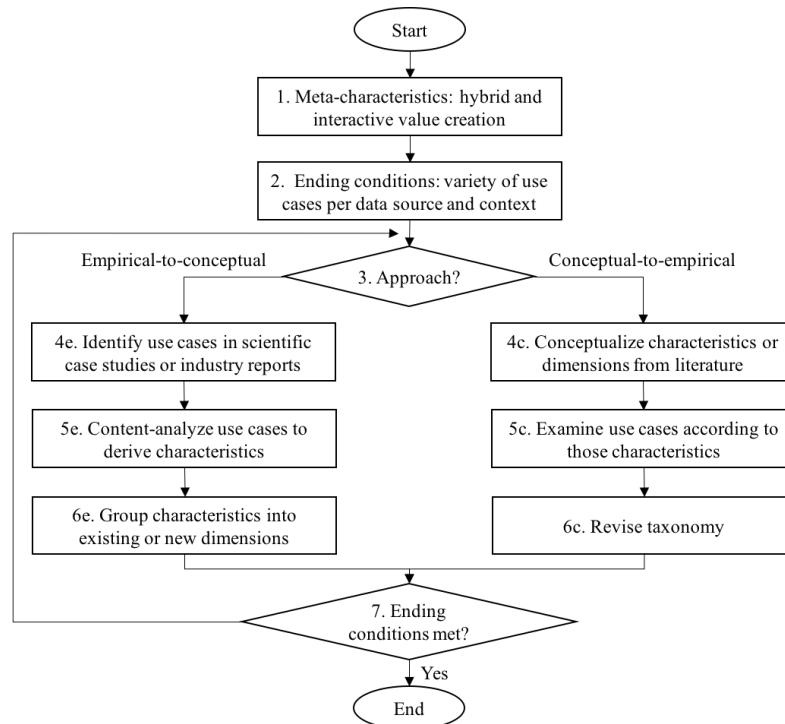 Start
1. Meta-characteristics: hybrid and
interactive value creation
2. Ending conditions: variety of use
cases per data source and context
Empirical-to-conceptual
3. Approach?
Conceptual-to-empirical
4e. Identify use cases in scientific
case studies or industry reports
4c. Conceptualize characteristics or
dimensions from literature
5e. Content-analyze use cases to
derive characteristics
5c. Examine use cases according to
those characteristics
6e. Group characteristics into
existing or new dimensions
6c. Revise taxonomy
7. Ending
conditions met?
Yes
End